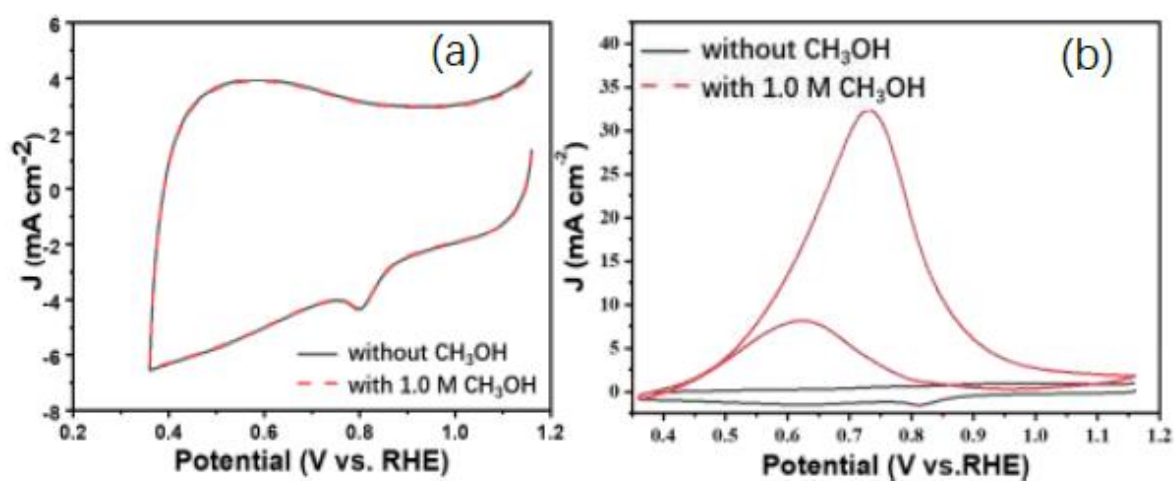 (a)
J (mA cm⁻²)
6
4
2
0
-2
-4
-6
-8
without CH₃OH
with 1.0 M CH₃OH
0.2 0.4 0.6 0.8 1.0 1.2
Potential (V vs. RHE)
(b)
without CH₃OH
with 1.0 M CH₃OH
J (mA cm⁻²)
40
35
30
25
20
15
10
5
0
0.4 0.5 0.6 0.7 0.8 0.9 1.0 1.1 1.2
Potential (V vs.RHE)